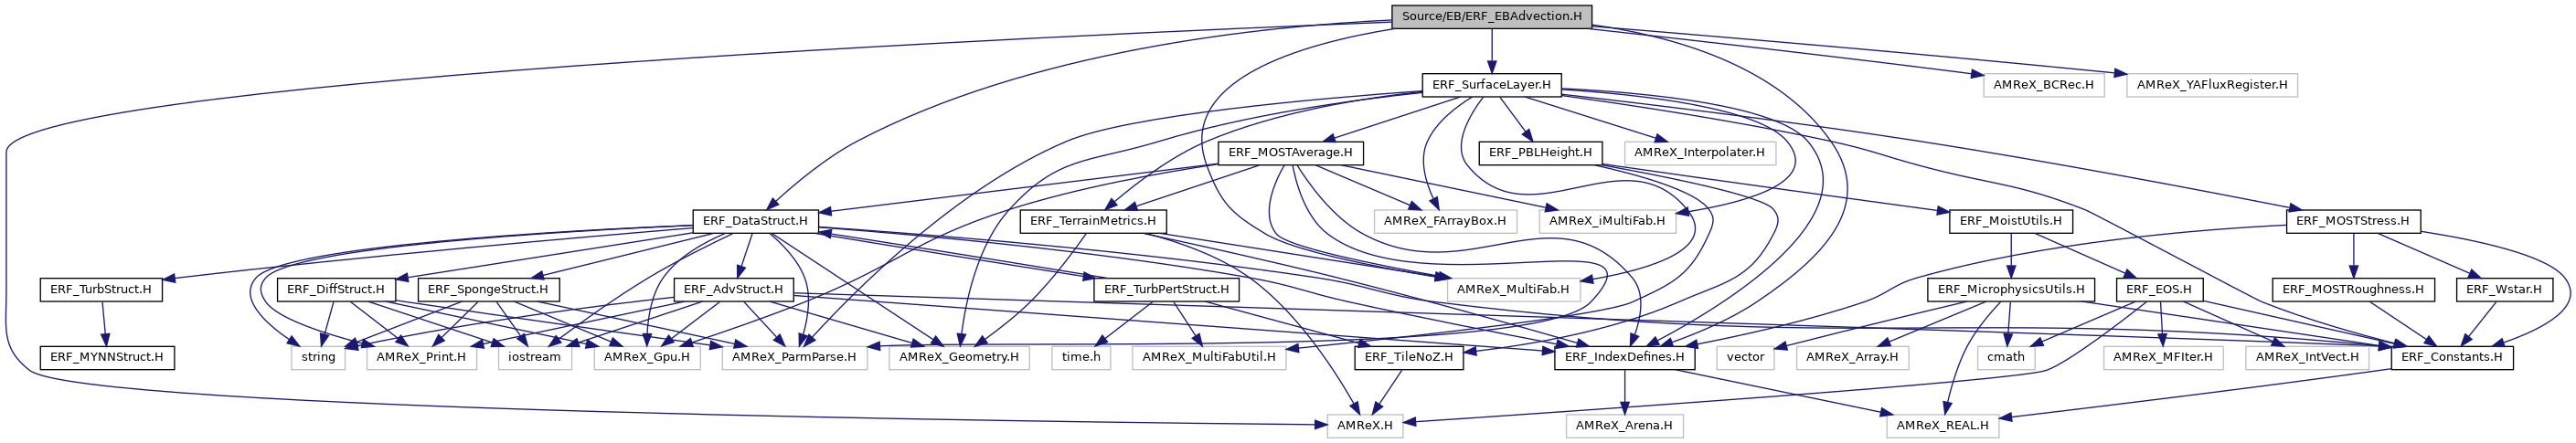 Source/EB/ERF_EBAdvection.H
ERF_SurfaceLayer.H
AMReX_BCRec.H
AMReX_YAFluxRegister.H
ERF_MOSTAverage.H
ERF_PBLHeight.H
AMReX_Interpolater.H
ERF_DataStruct.H
ERF_TerrainMetrics.H
AMReX_FArrayBox.H
AMReX_iMultiFab.H
ERF_MoistUtils.H
ERF_MOSTStress.H
ERF_TurbStruct.H
ERF_DiffStruct.H
ERF_SpongeStruct.H
ERF_AdvStruct.H
ERF_TurbPertStruct.H
AMReX_MultiFab.H
ERF_MicrophysicsUtils.H
ERF_EOS.H
ERF_MOSTRoughness.H
ERF_Wstar.H
ERF_MYNNStruct.H
string
AMReX_Print.H
iostream
AMReX_Gpu.H
AMReX_ParmParse.H
AMReX_Geometry.H
time.h
AMReX_MultiFabUtil.H
ERF_TileNoZ.H
ERF_IndexDefines.H
vector
AMReX_Array.H
cmath
AMReX_MFIter.H
AMReX_IntVect.H
ERF_Constants.H
AMReX.H
AMReX_Arena.H
AMReX_REAL.H